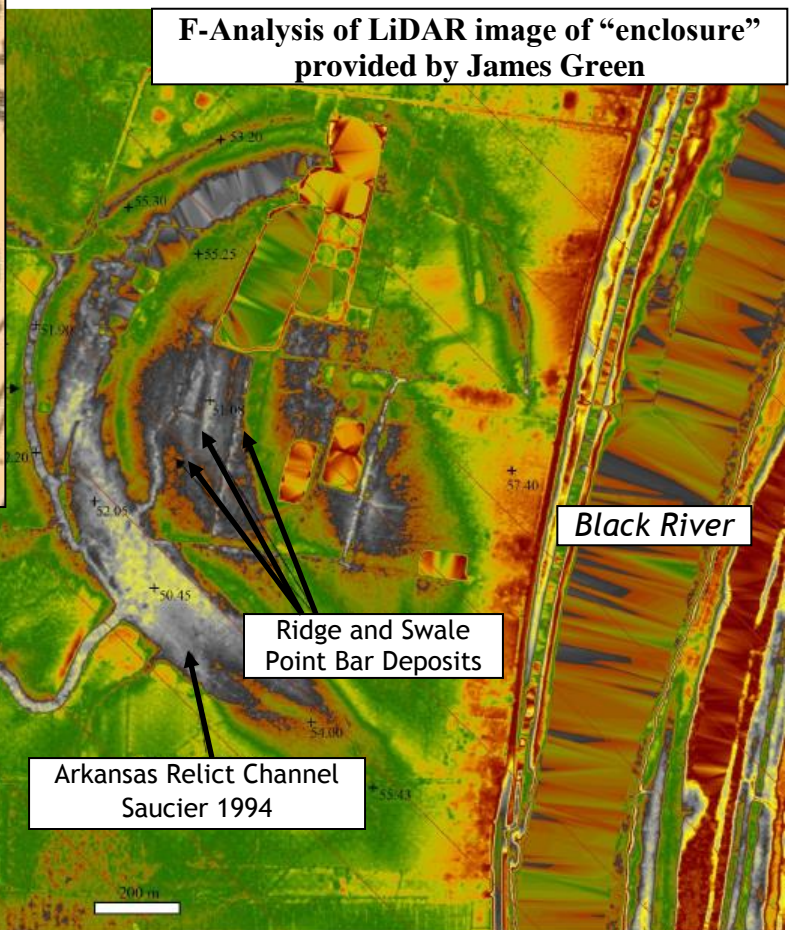 F-Analysis of LiDAR image of “enclosure”
provided by James Green
53.20
55.30
55.25
51.90
51.08
57.40
52.05
Black River
50.45
Ridge and Swale
Point Bar Deposits
54.00
Arkansas Relict Channel
Saucier 1994
55.43
200 m